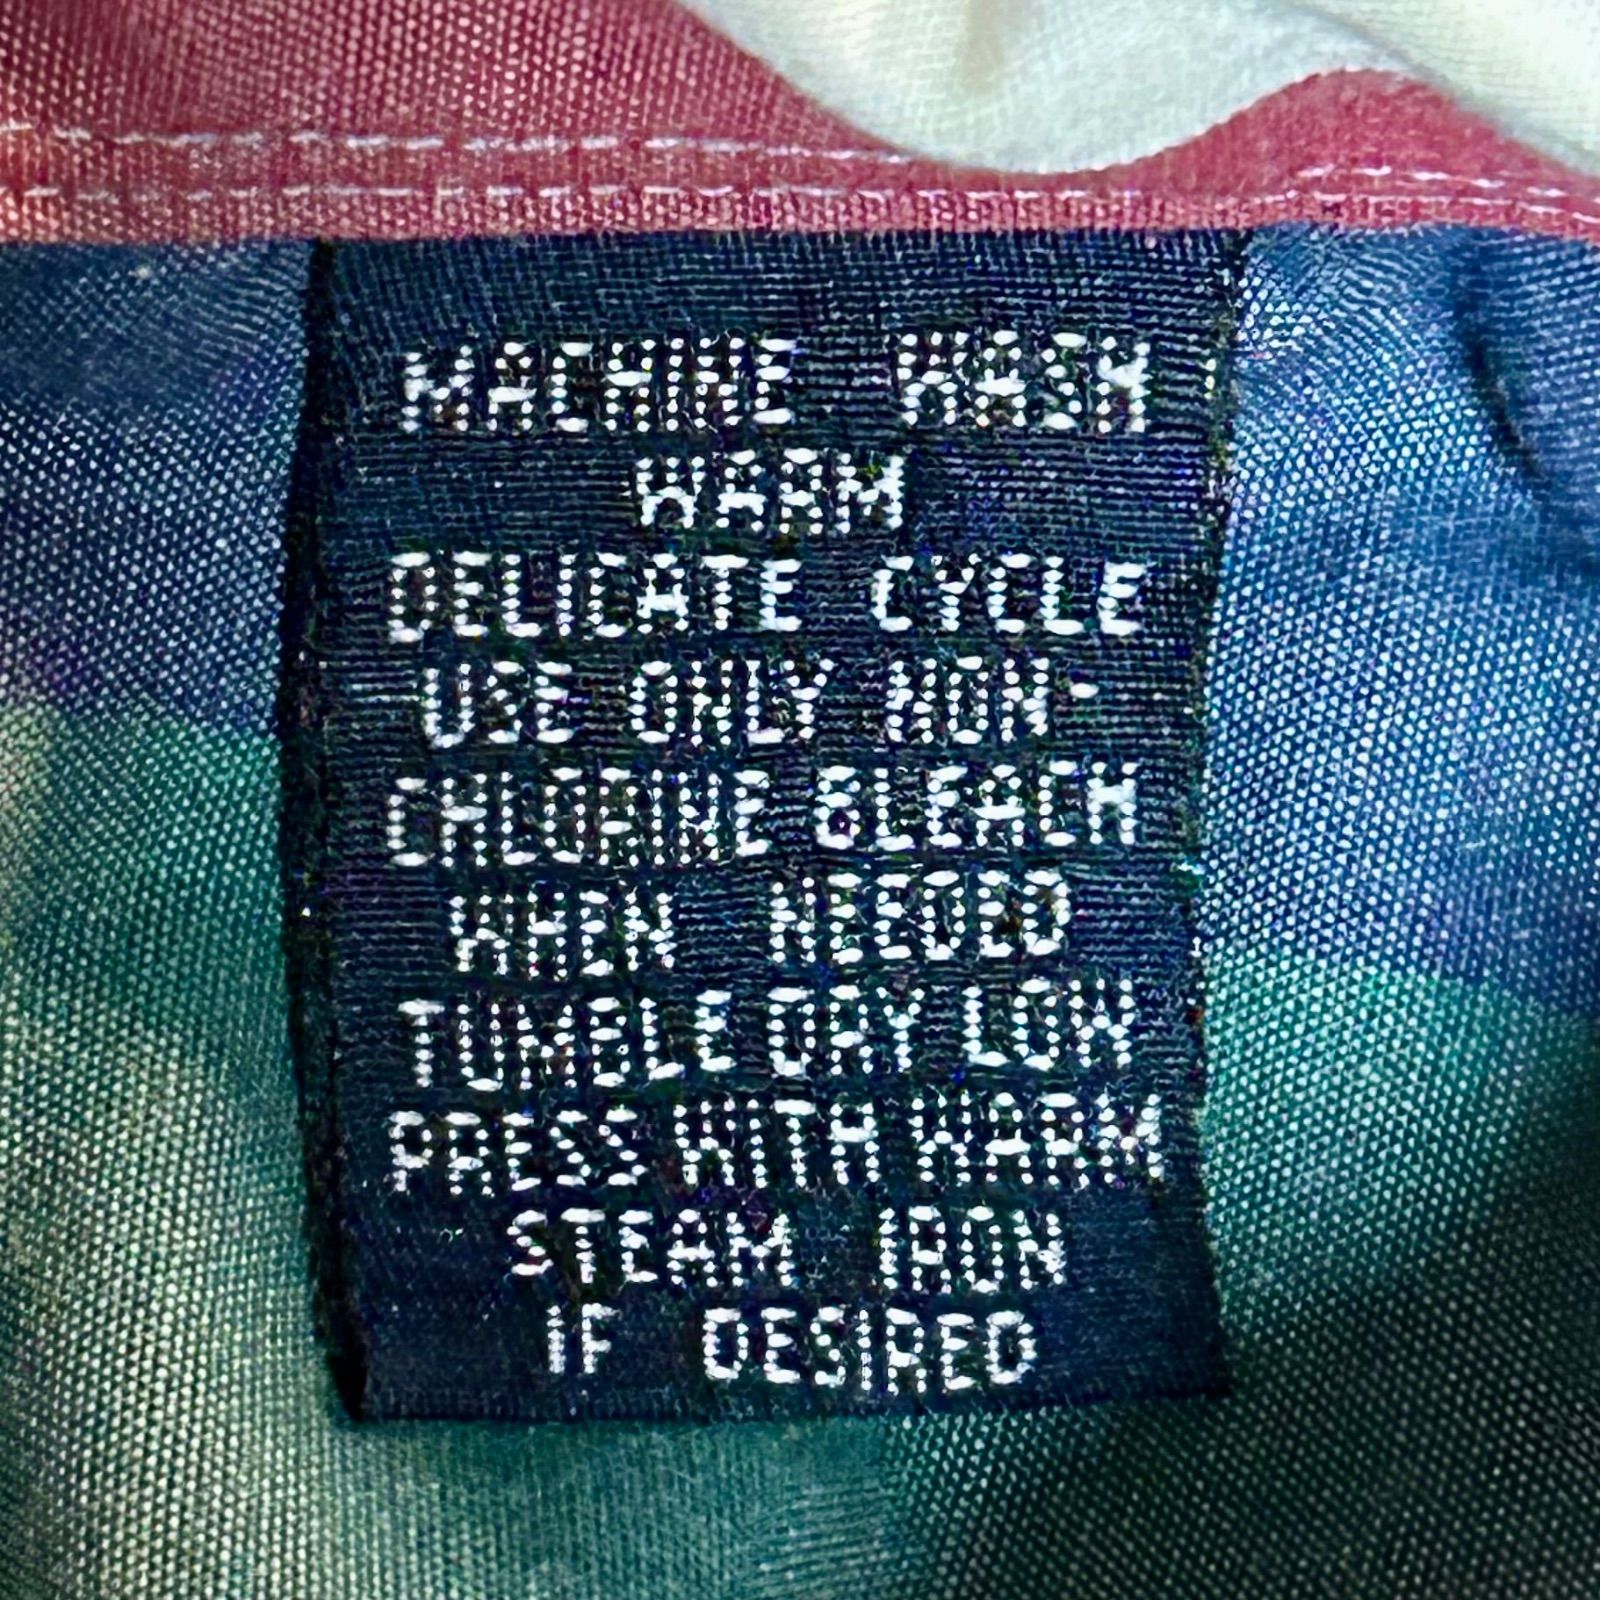 MACHINE WASH
WARM
DELICATE CYCLE
USE ONLY NON-
CHLORINE BLEACH
WHEN NEEDED
TUMBLE DRY LOW
PRESS WITH WARM
STEAM IRON
IF DESIRED